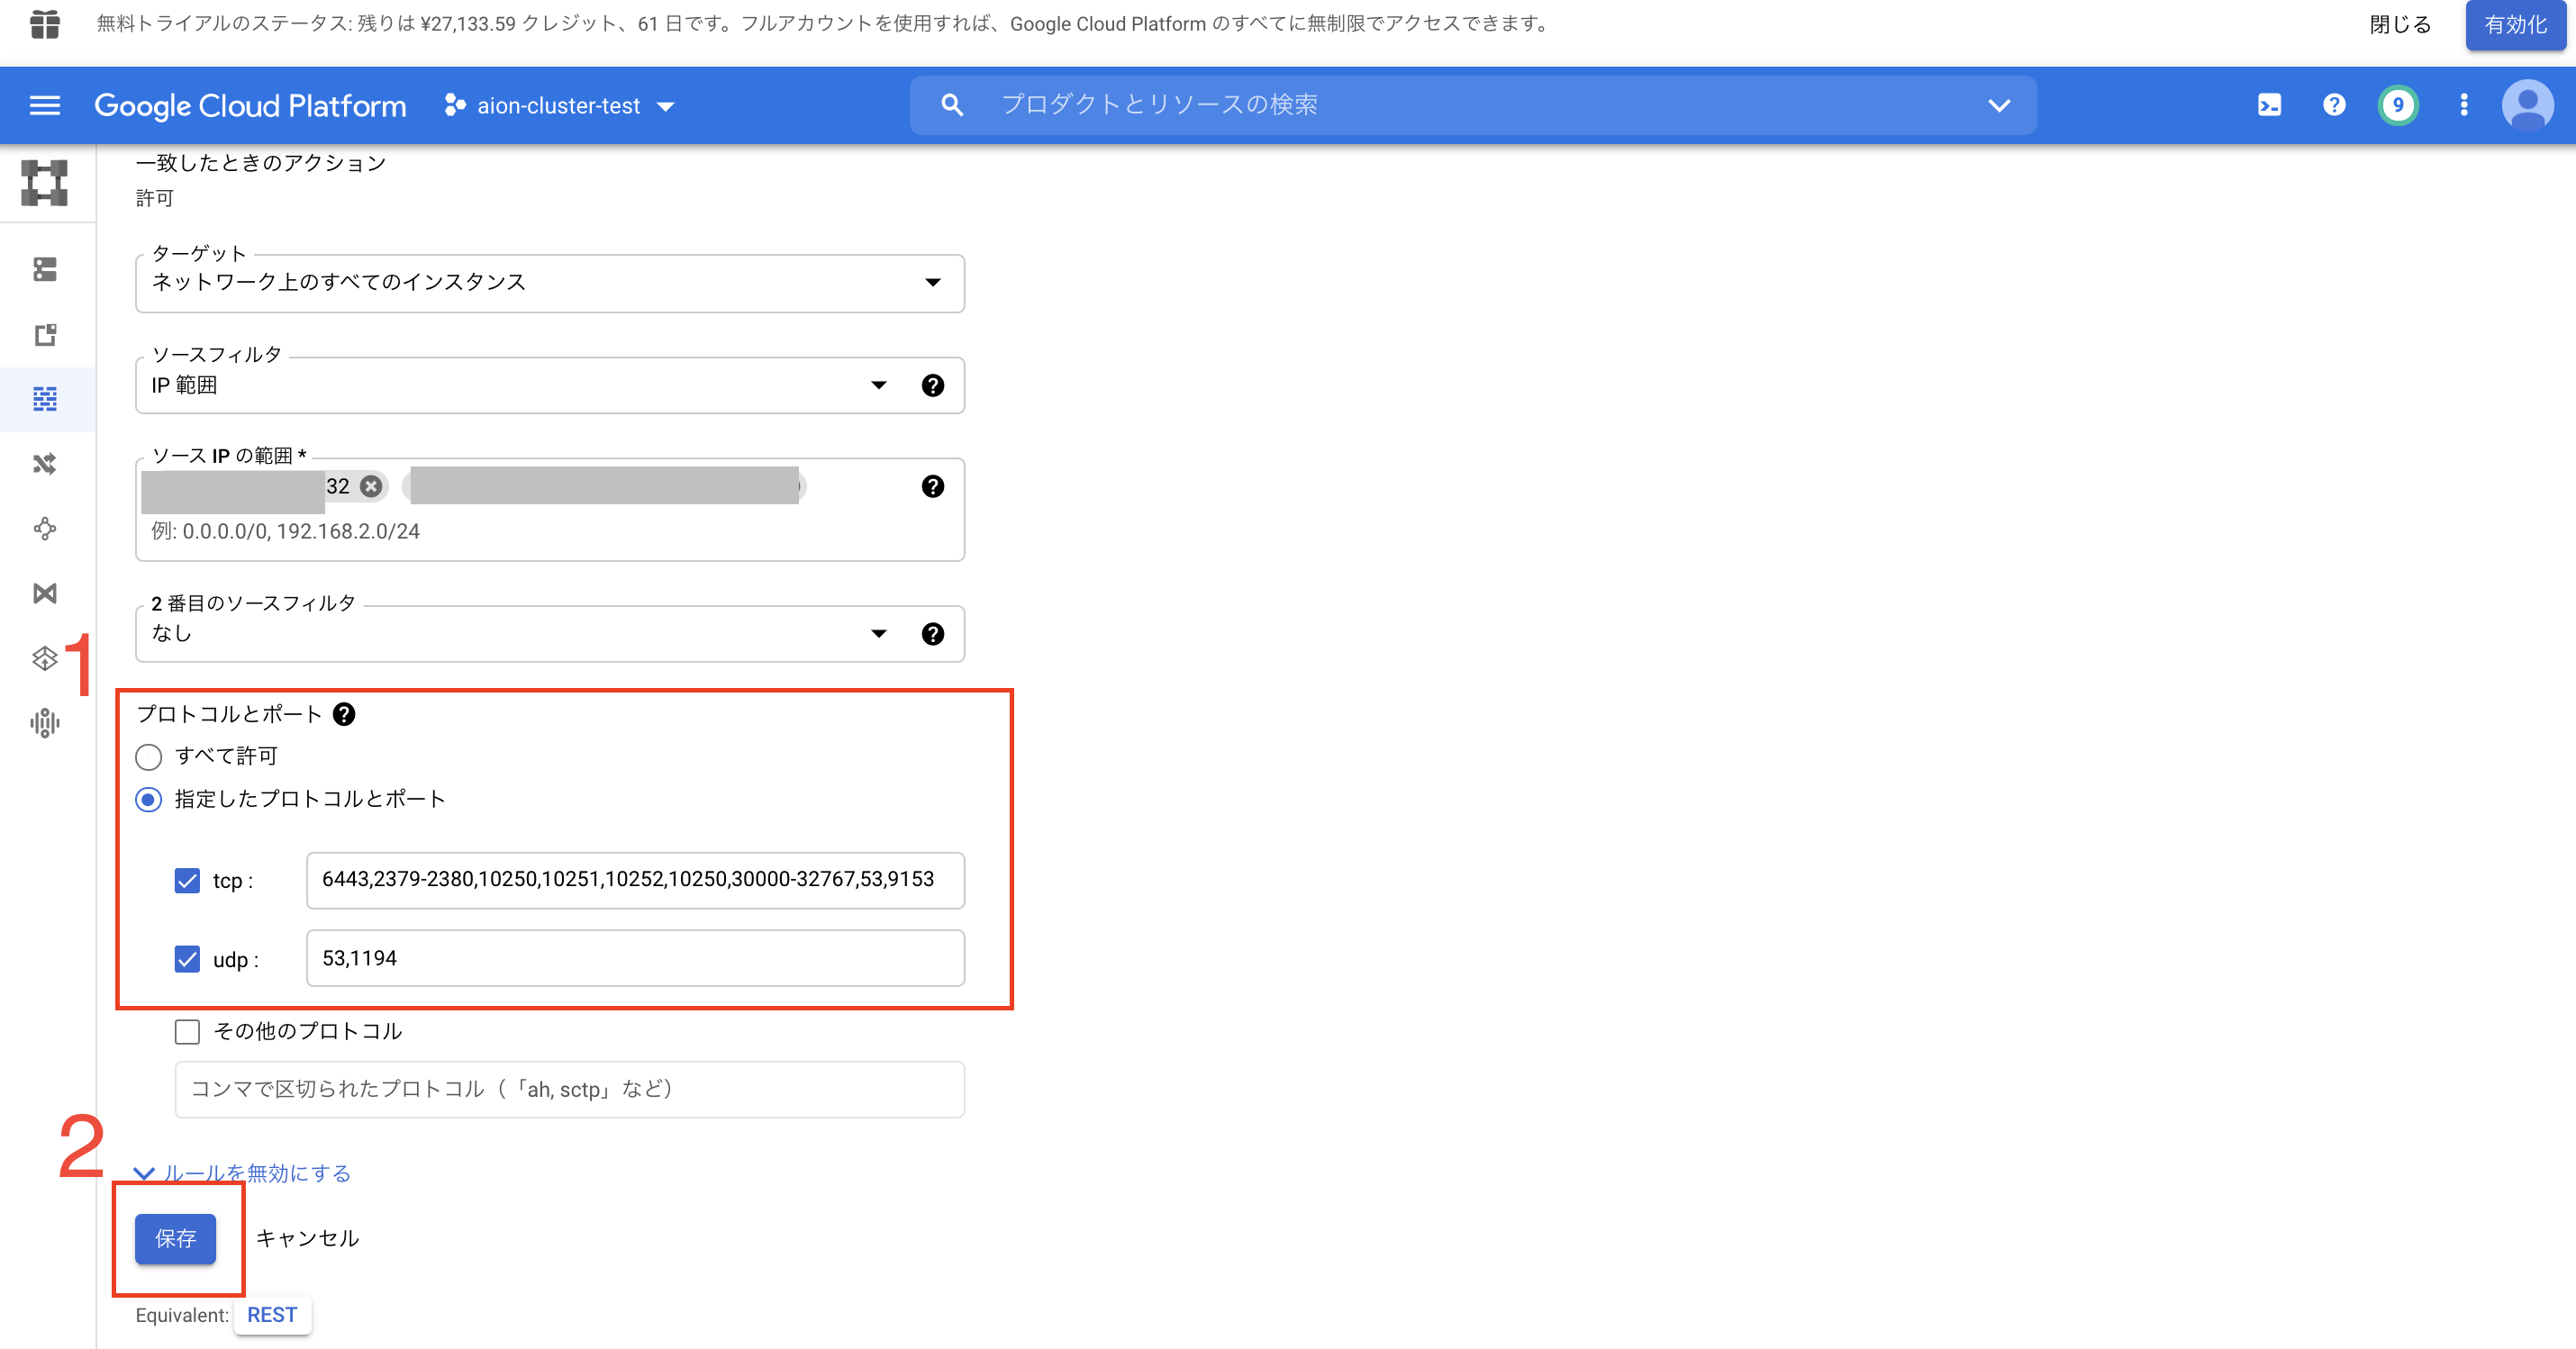 無料トライアルのステータス: 残りは ¥27,133.59 クレジット、61 日です。フルアカウントを使用すれば、Google Cloud Platform のすべてに無制限でアクセスできます。
閉じる
有効化
Google Cloud Platform
aion-cluster-test
プロダクトとリソースの検索
9
一致したときのアクション
許可
ターゲット
ネットワーク上のすべてのインスタンス
ソースフィルタ
IP 範囲
ソース IP の範囲 *
32
例: 0.0.0.0/0, 192.168.2.0/24
2 番目のソースフィルタ
なし
1
プロトコルとポート
すべて許可
指定したプロトコルとポート
tcp :
6443,2379-2380,10250,10251,10252,10250,30000-32767,53,9153
udp :
53,1194
その他のプロトコル
コンマで区切られたプロトコル（「ah, sctp」など）
2
ルールを無効にする
保存
キャンセル
Equivalent: REST